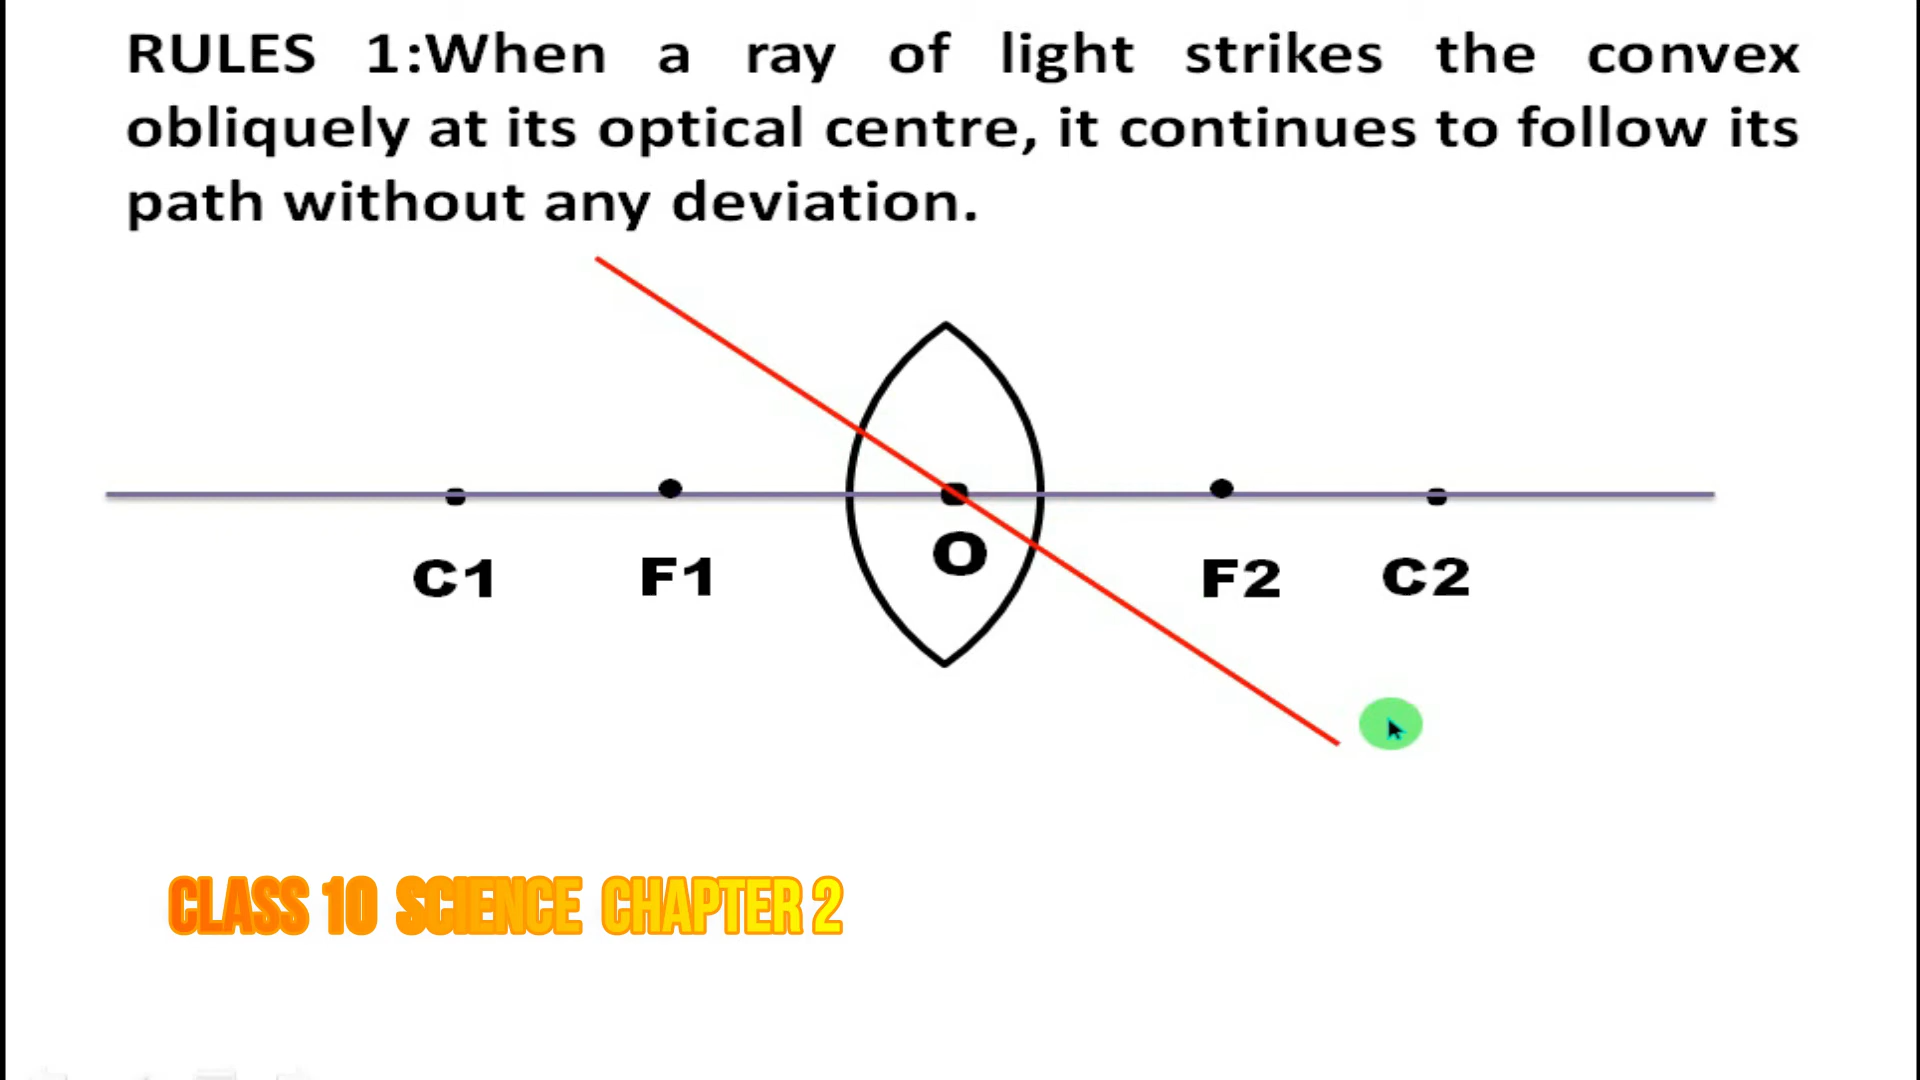 RULES 1:When a ray of light strikes the convex
obliquely at its optical centre, it continues to follow its
path without any deviation.
O
C1 F1 F2 C2
CLASS 10 SCIENCE CHAPTER 2